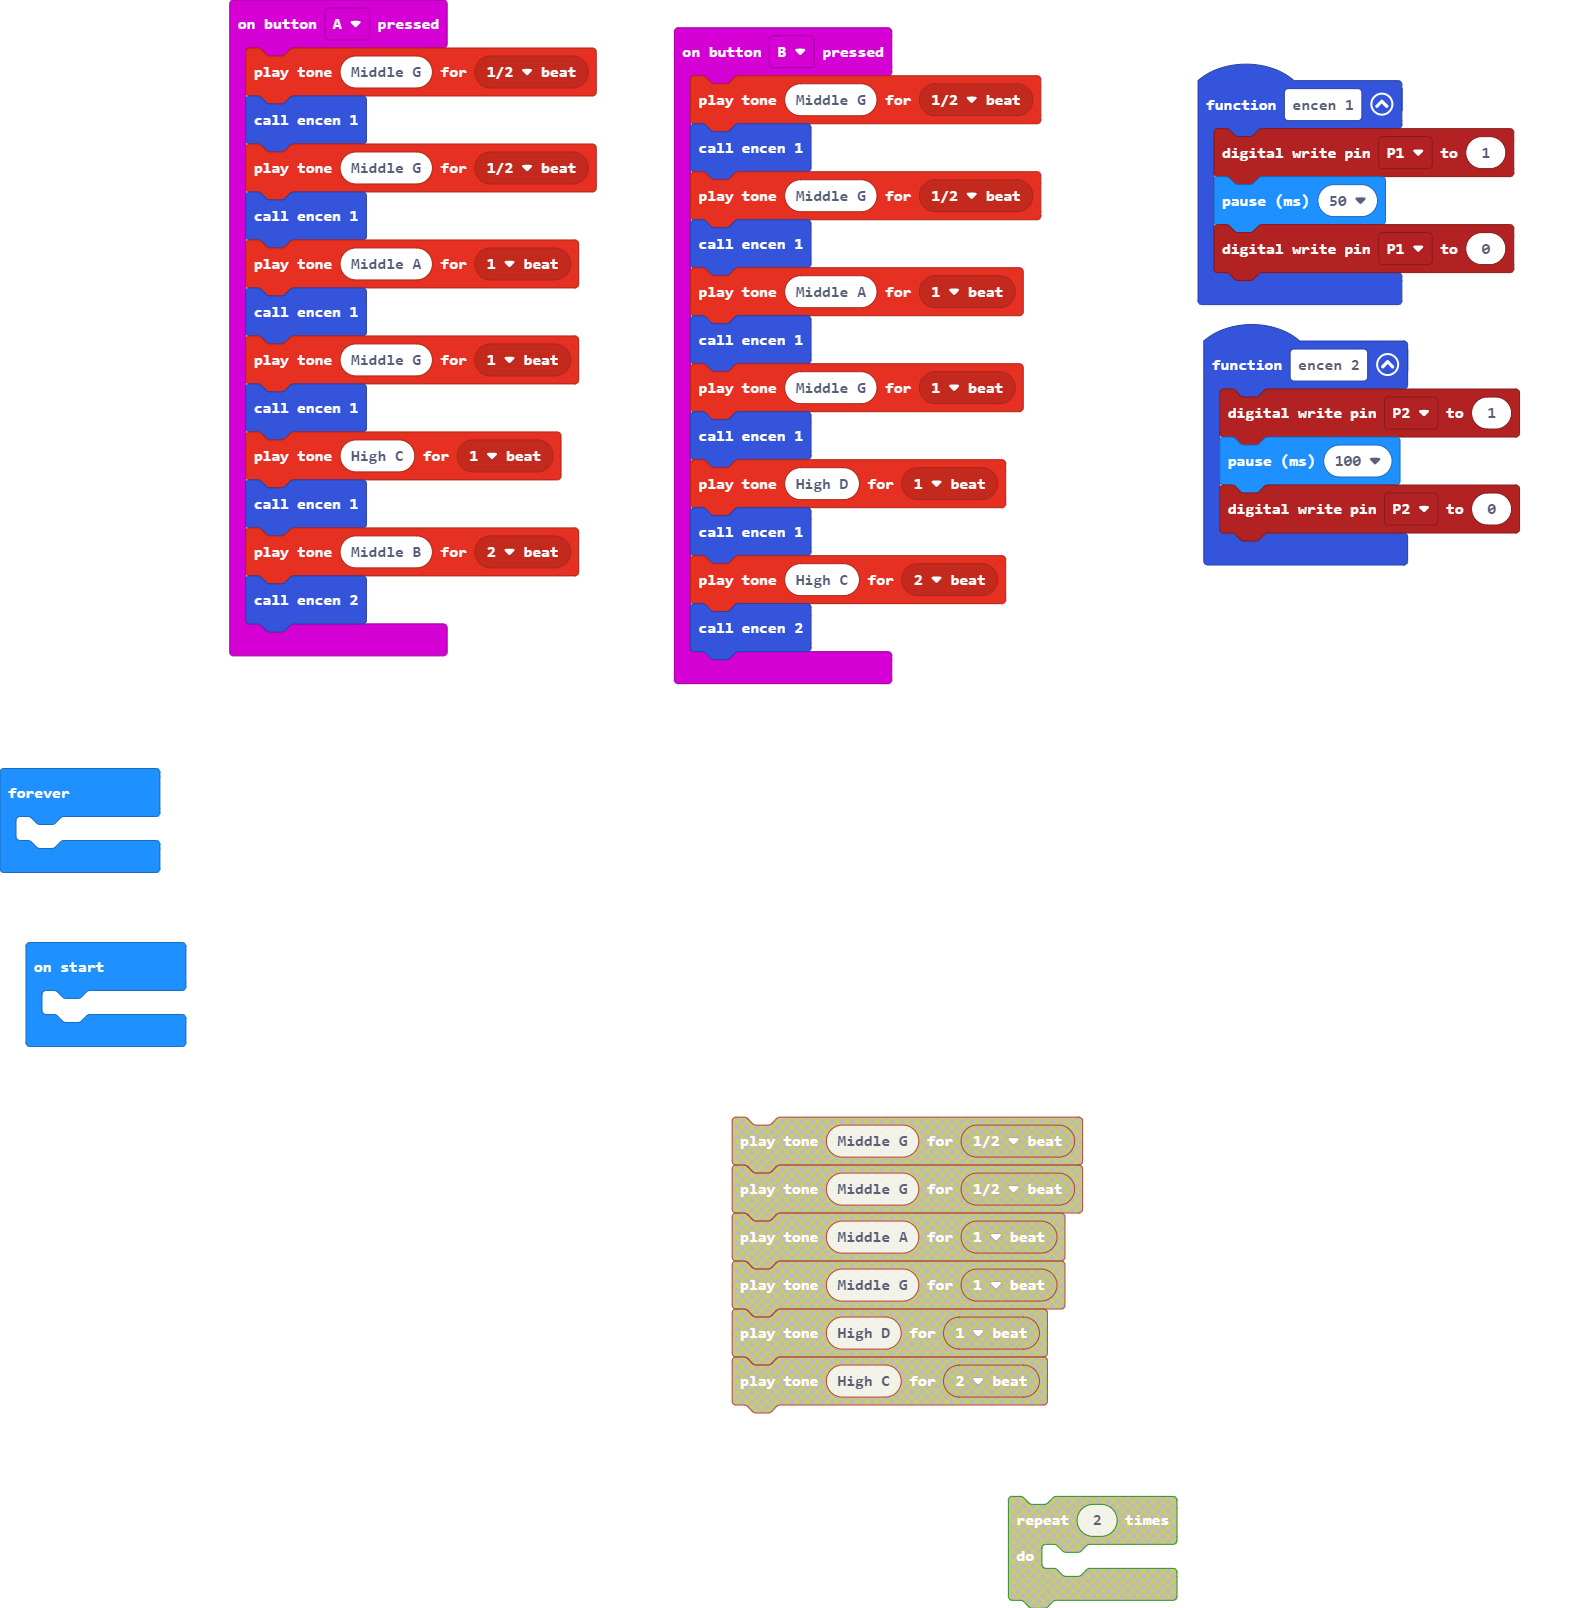 on button A pressed
play tone Middle G for 1/2 beat
call encen 1
play tone Middle G for 1/2 beat
call encen 1
play tone Middle A for 1 beat
call encen 1
play tone Middle G for 1 beat
call encen 1
play tone High C for 1 beat
call encen 1
play tone Middle B for 2 beat
call encen 2
on button B pressed
play tone Middle G for 1/2 beat
call encen 1
play tone Middle G for 1/2 beat
call encen 1
play tone Middle A for 1 beat
call encen 1
play tone Middle G for 1 beat
call encen 1
play tone High D for 1 beat
call encen 1
play tone High C for 2 beat
call encen 2
function encen 1
digital write pin P1 to 1
pause (ms) 50
digital write pin P1 to 0
function encen 2
digital write pin P2 to 1
pause (ms) 100
digital write pin P2 to 0
forever
on start
play tone Middle G for 1/2 beat
play tone Middle G for 1/2 beat
play tone Middle A for 1 beat
play tone Middle G for 1 beat
play tone High D for 1 beat
play tone High C for 2 beat
repeat 2 times
do